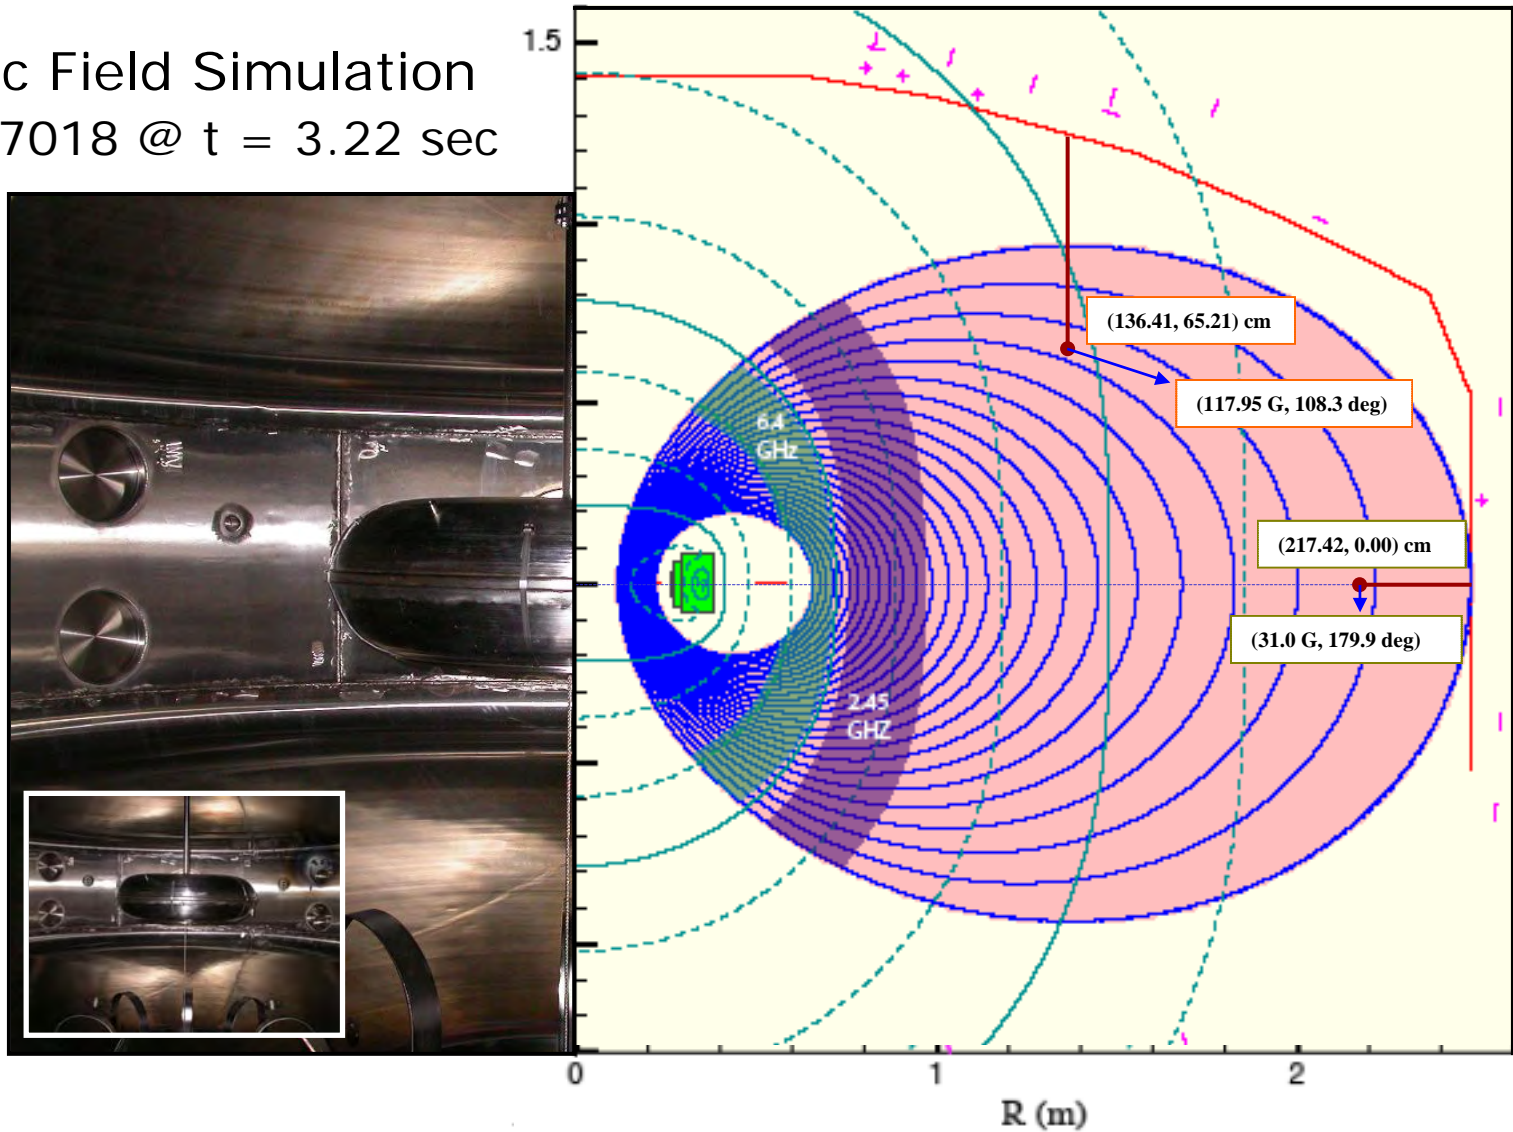 c Field Simulation
7018 @ t = 3.22 sec
1.5
(136.41, 65.21) cm
(117.95 G, 108.3 deg)
6.4
GHz
(217.42, 0.00) cm
(31.0 G, 179.9 deg)
2.45
GHZ
0 1 2
R (m)